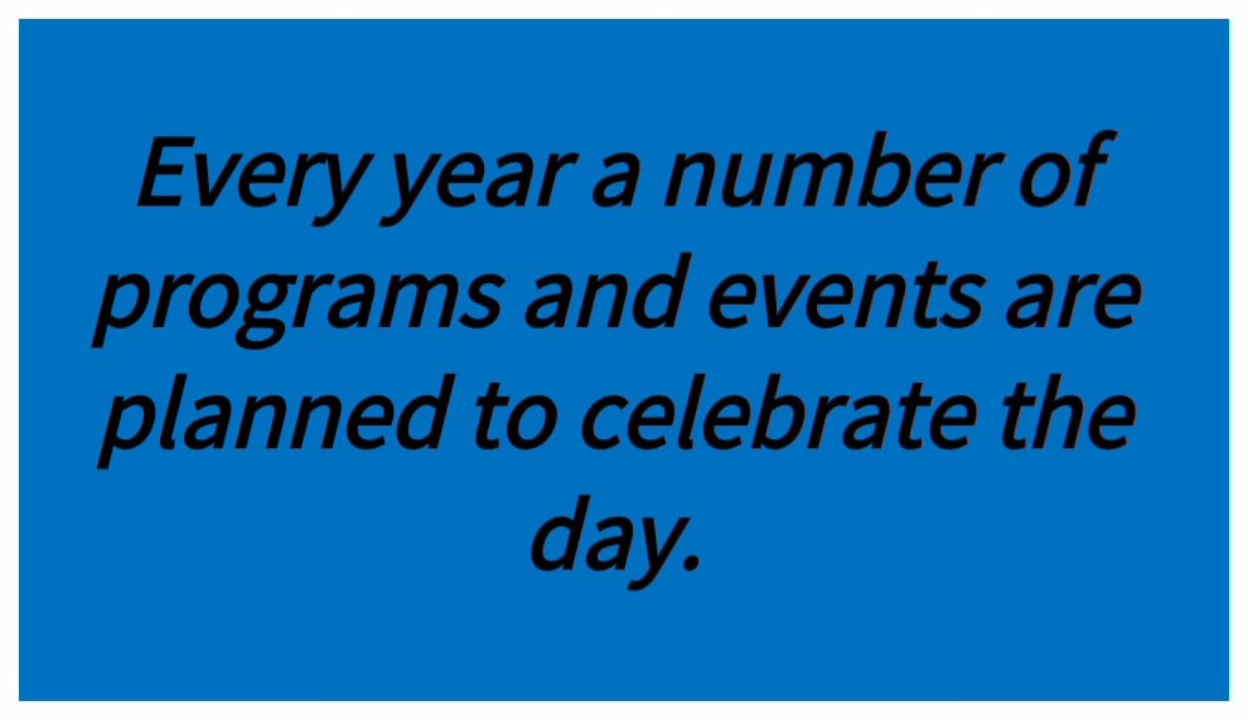 Every year a number of
programs and events are
planned to celebrate the
day.